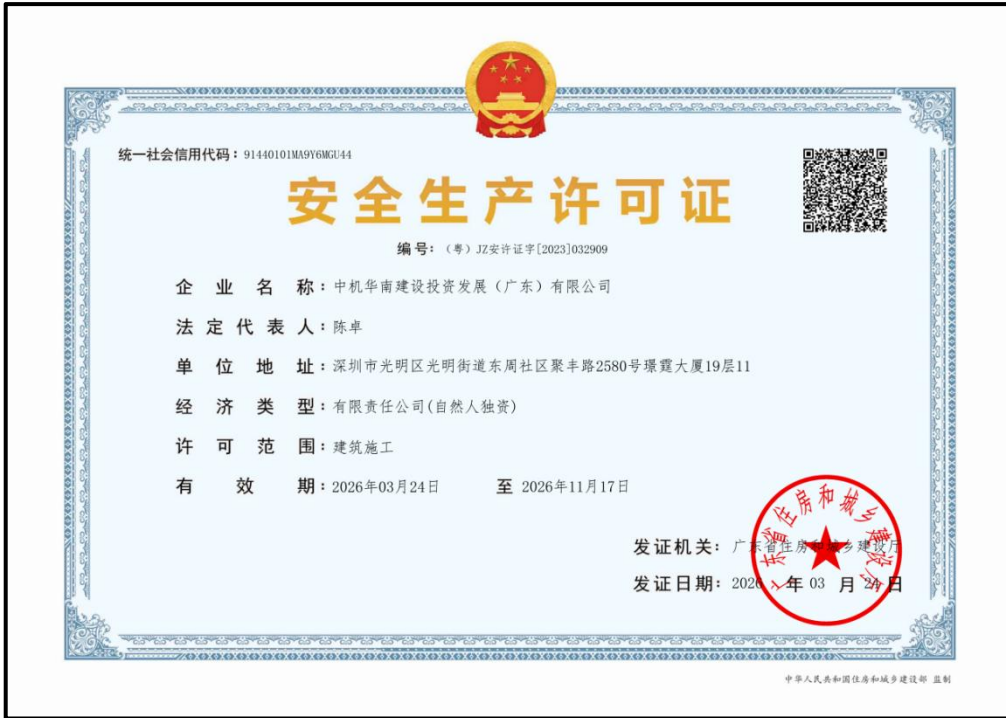 统一社会信用代码：91440101MA9Y6MGU44
安全生产许可证
编号：（粤）JZ安许证字[2023]032909
企业名称：中机华南建设投资发展（广东）有限公司
法定代表人：陈卓
单位地址：深圳市光明区光明街道东周社区聚丰路2580号璟霆大厦19层11
经济类型：有限责任公司(自然人独资)
许可范围：建筑施工
有效期：2026年03月24日 至 2026年11月17日
广东省住房和城乡建设厅
发证机关：广东省住房和城乡建设厅
发证日期：2026 年 03 月 24 日
中华人民共和国住房和城乡建设部 监制